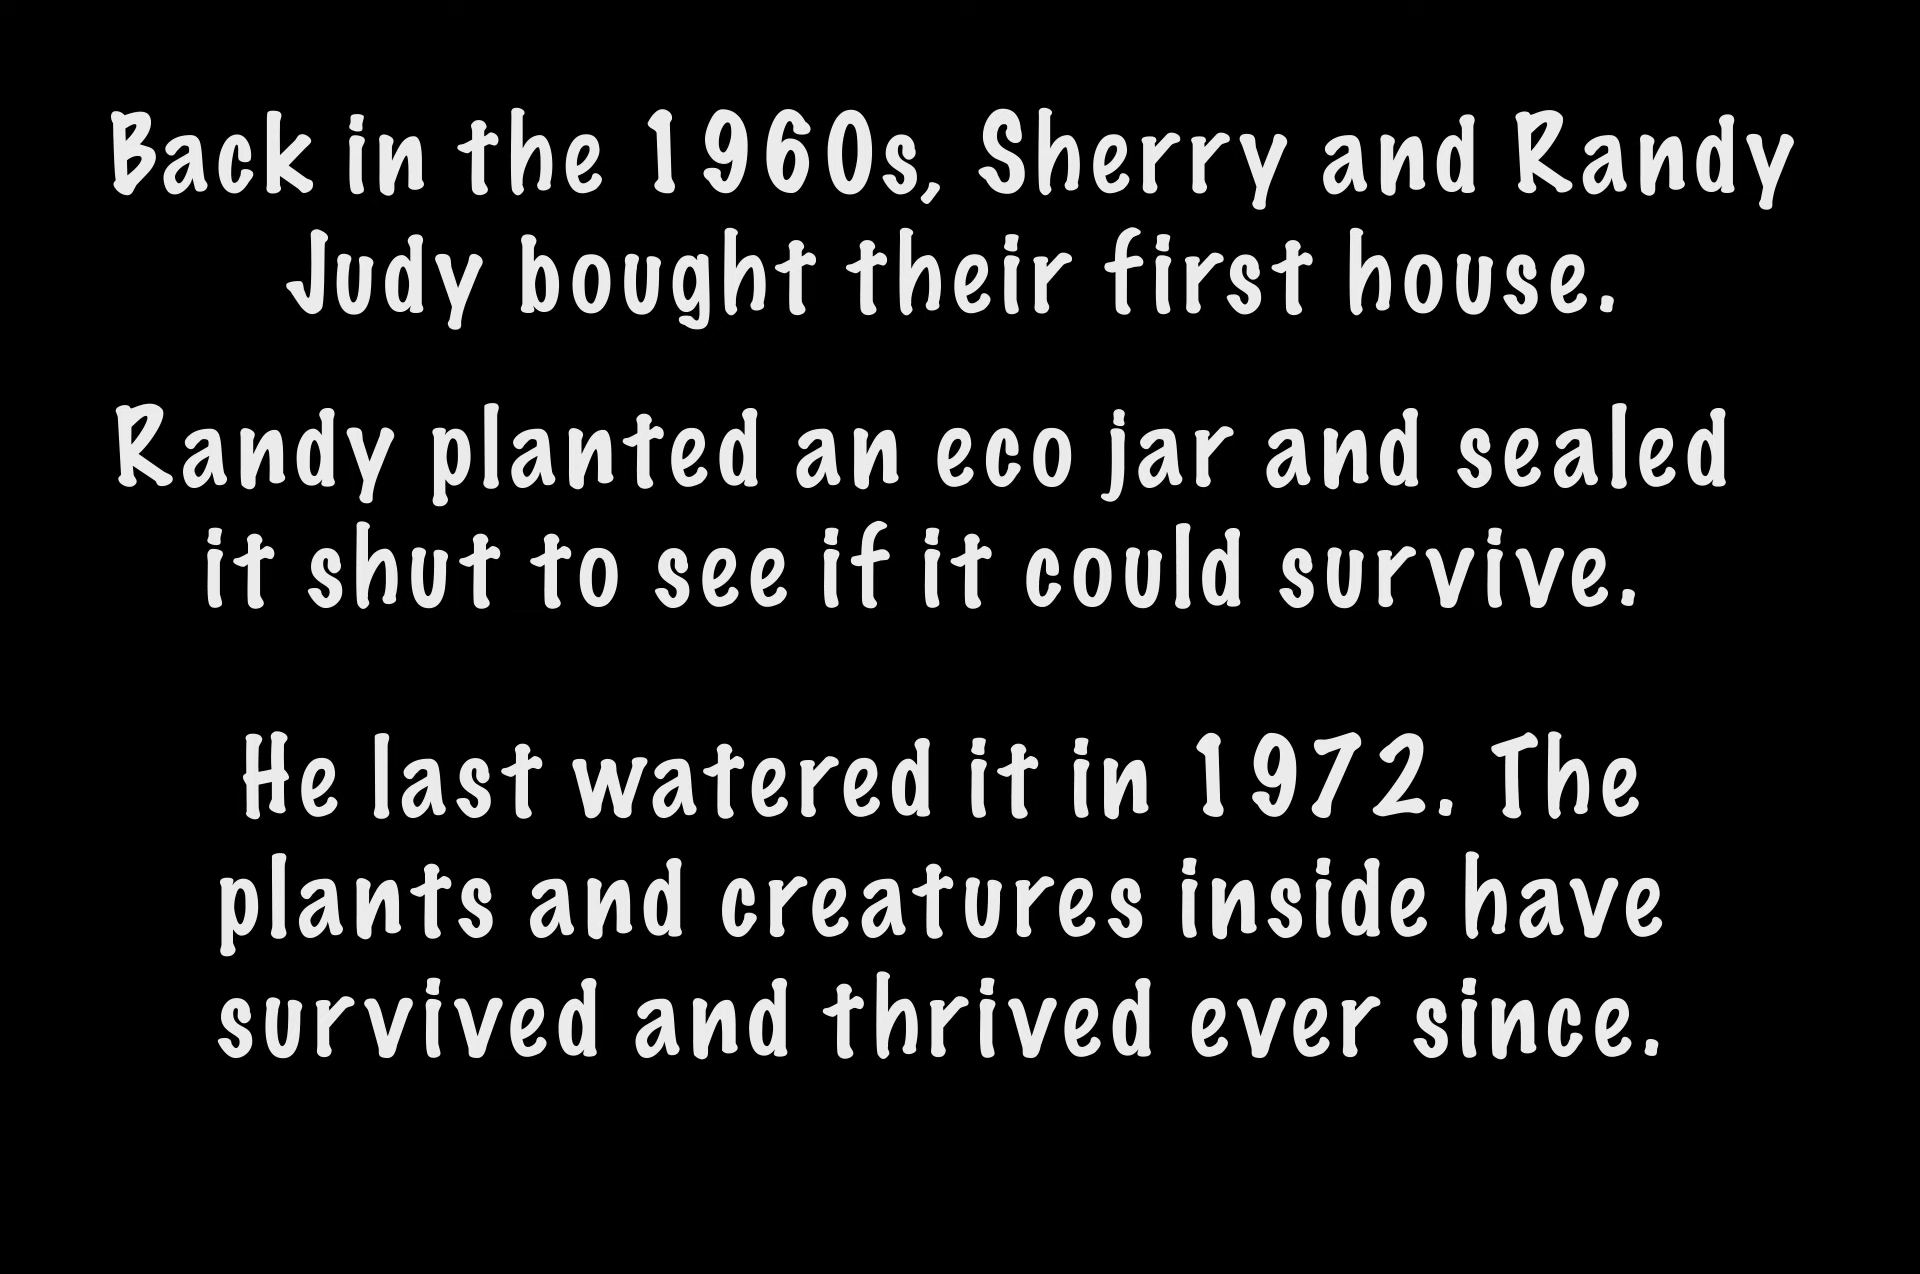 Back in the 1960s, Sherry and Randy
Judy bought their first house.
Randy planted an eco jar and sealed
it shut to see if it could survive.
He last watered it in 1972. The
plants and creatures inside have
survived and thrived ever since.